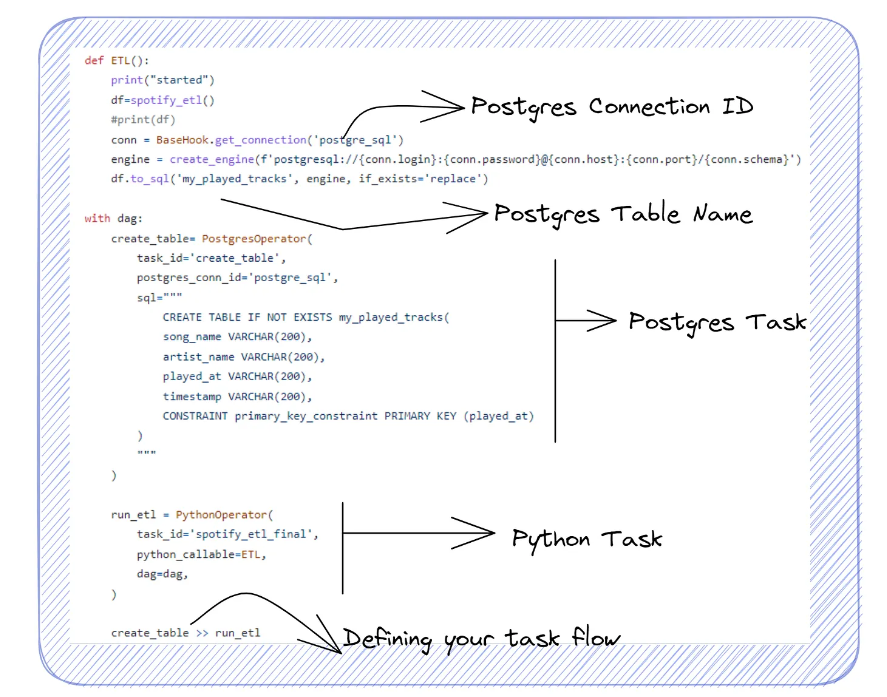 def ETL():
    print("started")
    df=spotify_etl()
    #print(df)
    conn = BaseHook.get_connection('postgre_sql')
    engine = create_engine(f'postgresql://{conn.login}:{conn.password}@{conn.host}:{conn.port}/{conn.schema}')
    df.to_sql('my_played_tracks', engine, if_exists='replace')
Postgres Connection ID
Postgres Table Name
with dag:
    create_table= PostgresOperator(
        task_id='create_table',
        postgres_conn_id='postgre_sql',
        sql="""
            CREATE TABLE IF NOT EXISTS my_played_tracks(
            song_name VARCHAR(200),
            artist_name VARCHAR(200),
            played_at VARCHAR(200),
            timestamp VARCHAR(200),
            CONSTRAINT primary_key_constraint PRIMARY KEY (played_at)
        )
        """
    )
Postgres Task
    run_etl = PythonOperator(
        task_id='spotify_etl_final',
        python_callable=ETL,
        dag=dag,
    )
Python Task
    create_table >> run_etl
Defining your task flow